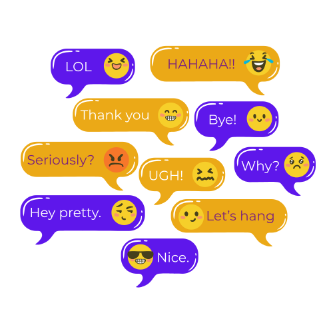 LOL
HAHAHA!!
Thank you
Bye!
Seriously?
UGH!
Why?
Hey pretty.
Let's hang
Nice.